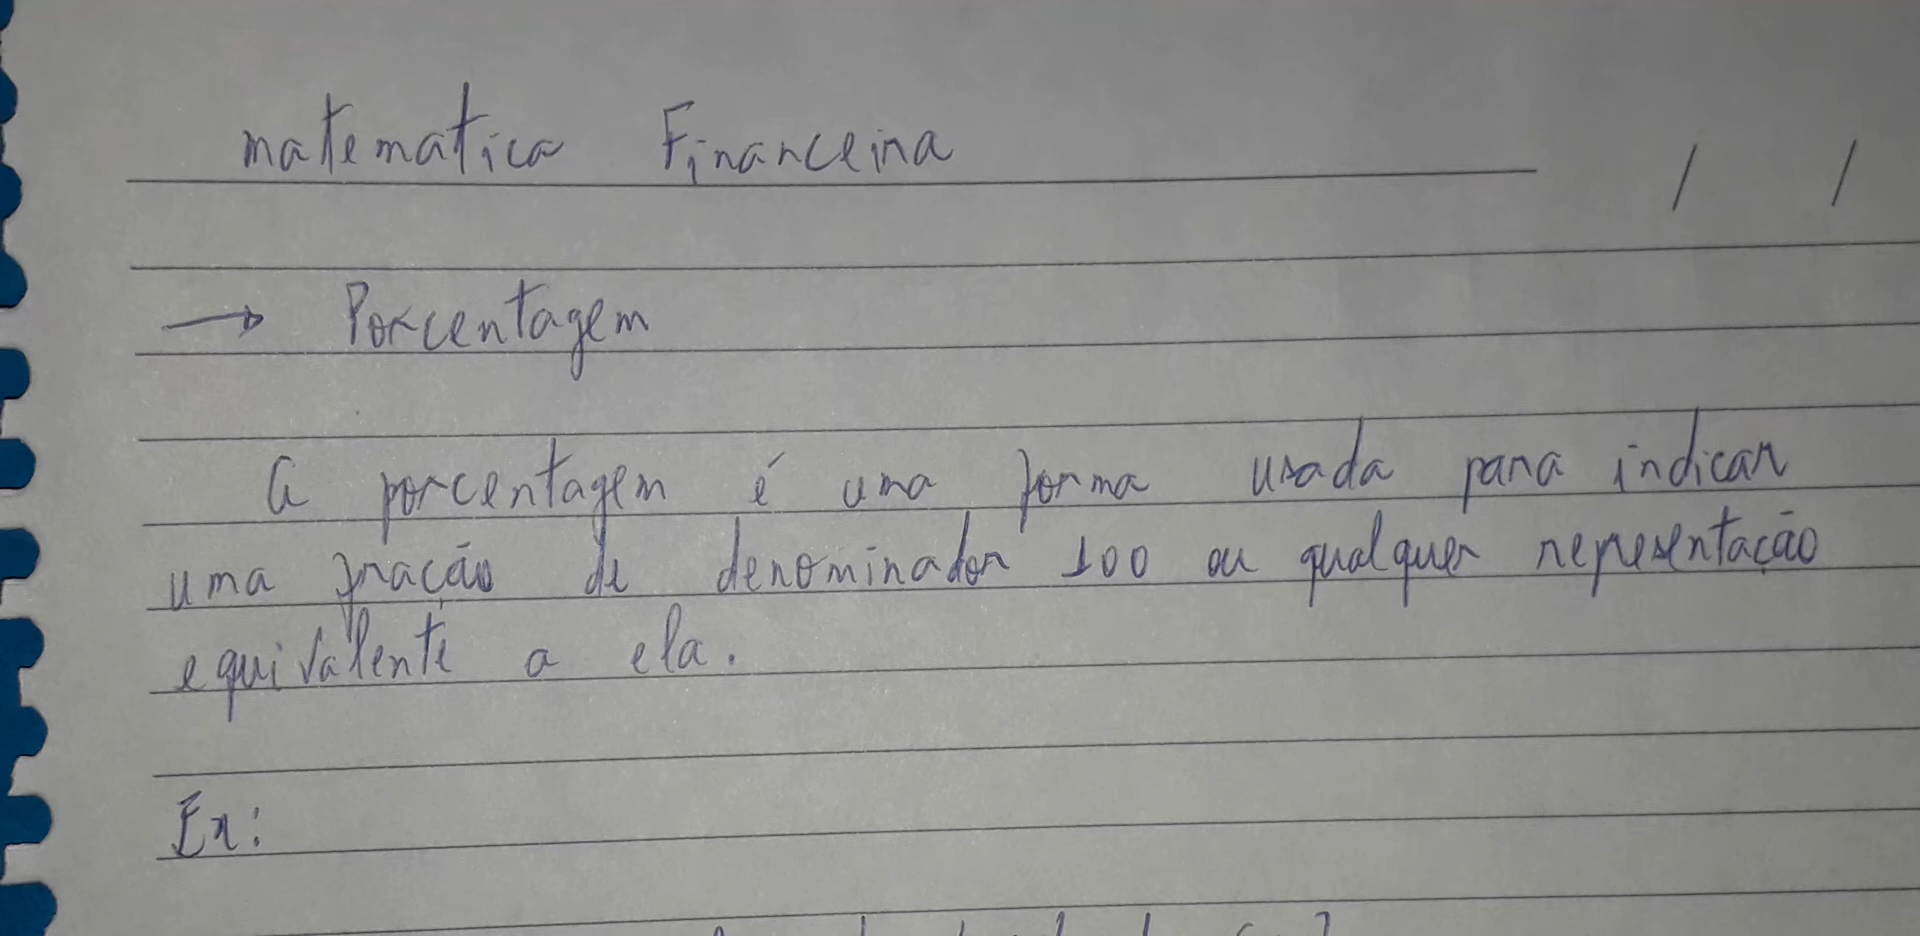 matematica Financeira
/ /
→ Porcentagem
A porcentagem é uma forma usada para indicar
uma fração de denominador 100 ou qualquer representação
equivalente a ela.
Ex: